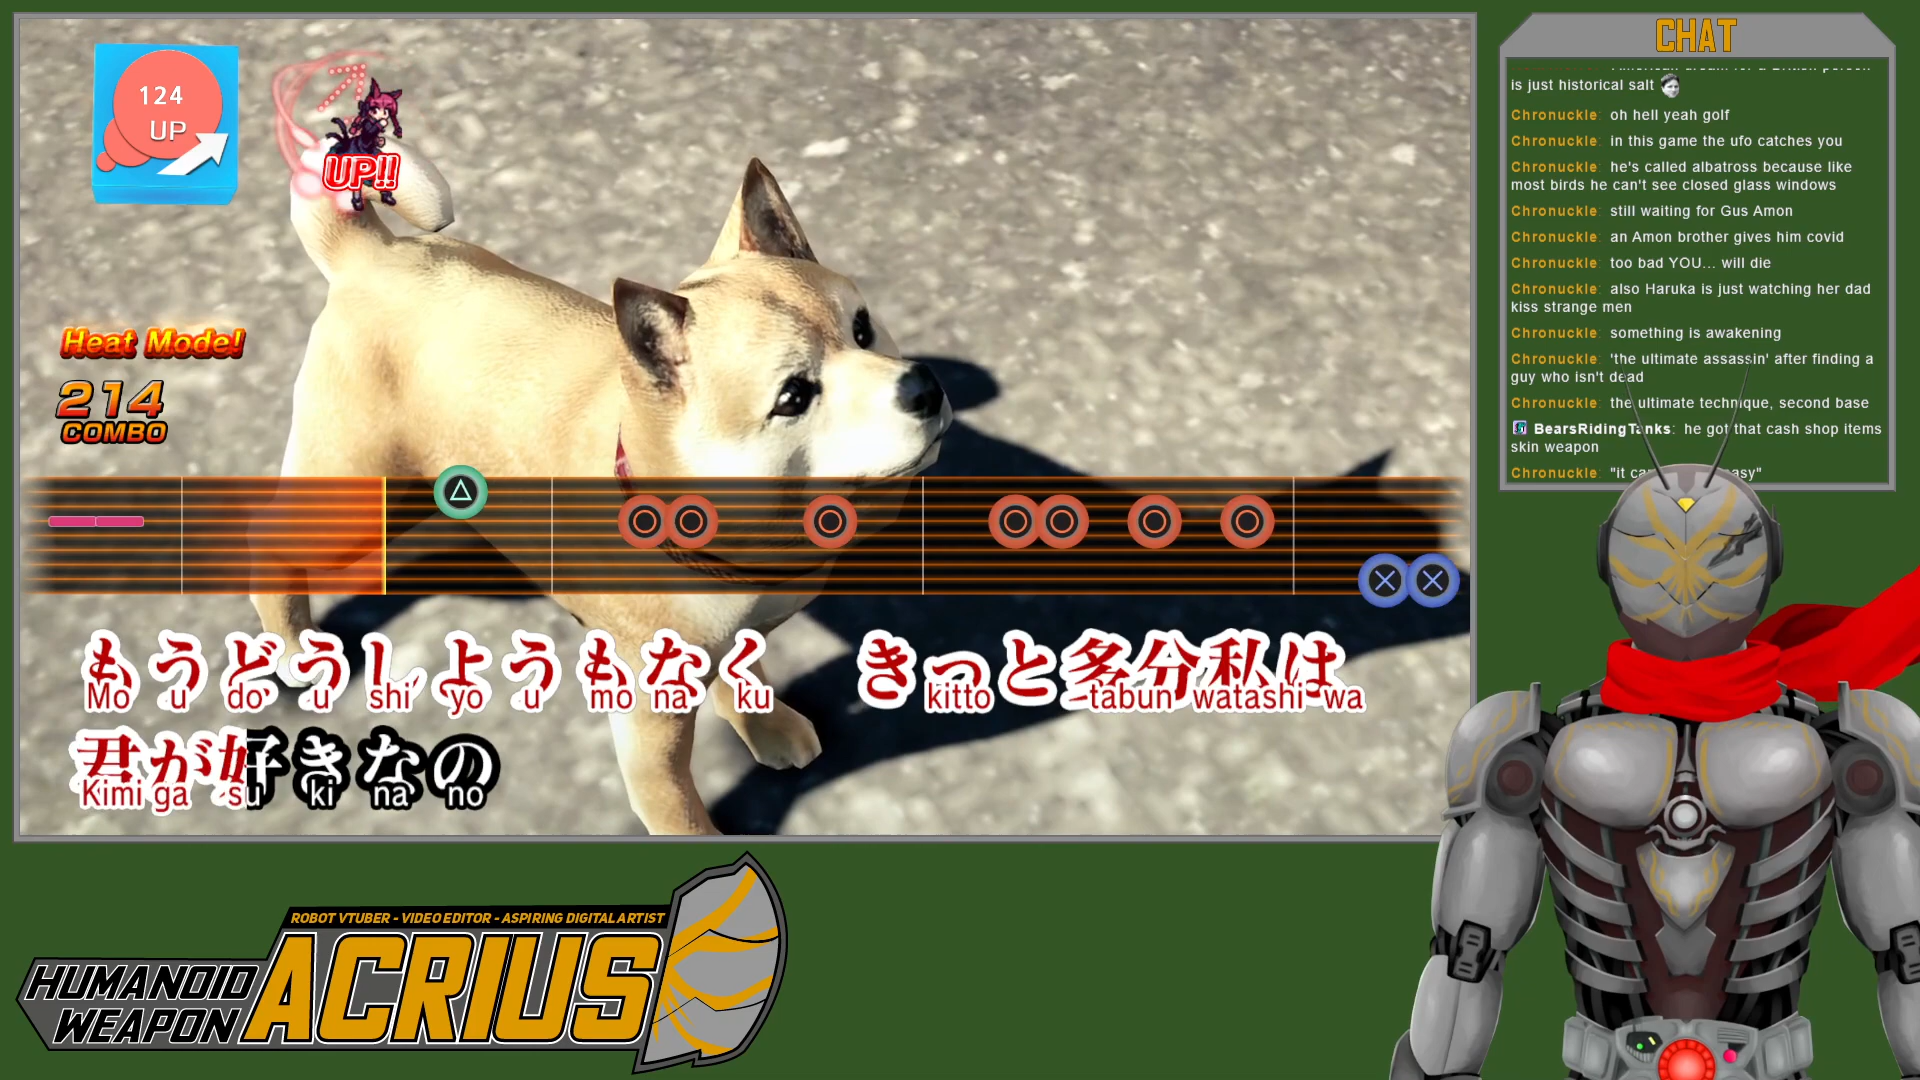 124
UP
UP!!
Heat Mode!
214
COMBO
もうどうしようもなく きっと多分私は
Mo u do u shi yo u mo na ku kitto tabun watashi wa
君が好きなの
Kimi ga su ki na no
CHAT
is just historical salt
Chronuckle: oh hell yeah golf
Chronuckle: in this game the ufo catches you
Chronuckle: he's called albatross because like
most birds he can't see closed glass windows
Chronuckle: still waiting for Gus Amon
Chronuckle: an Amon brother gives him covid
Chronuckle: too bad YOU... will die
Chronuckle: also Haruka is just watching her dad
kiss strange men
Chronuckle: something is awakening
Chronuckle: 'the ultimate assassin' after finding a
guy who isn't dead
Chronuckle: the ultimate technique, second base
BearsRidingTanks: he got that cash shop items
skin weapon
Chronuckle: "it
ROBOT VTUBER - VIDEO EDITOR - ASPIRING DIGITAL ARTIST
HUMANOID
WEAPON
ACRIUS